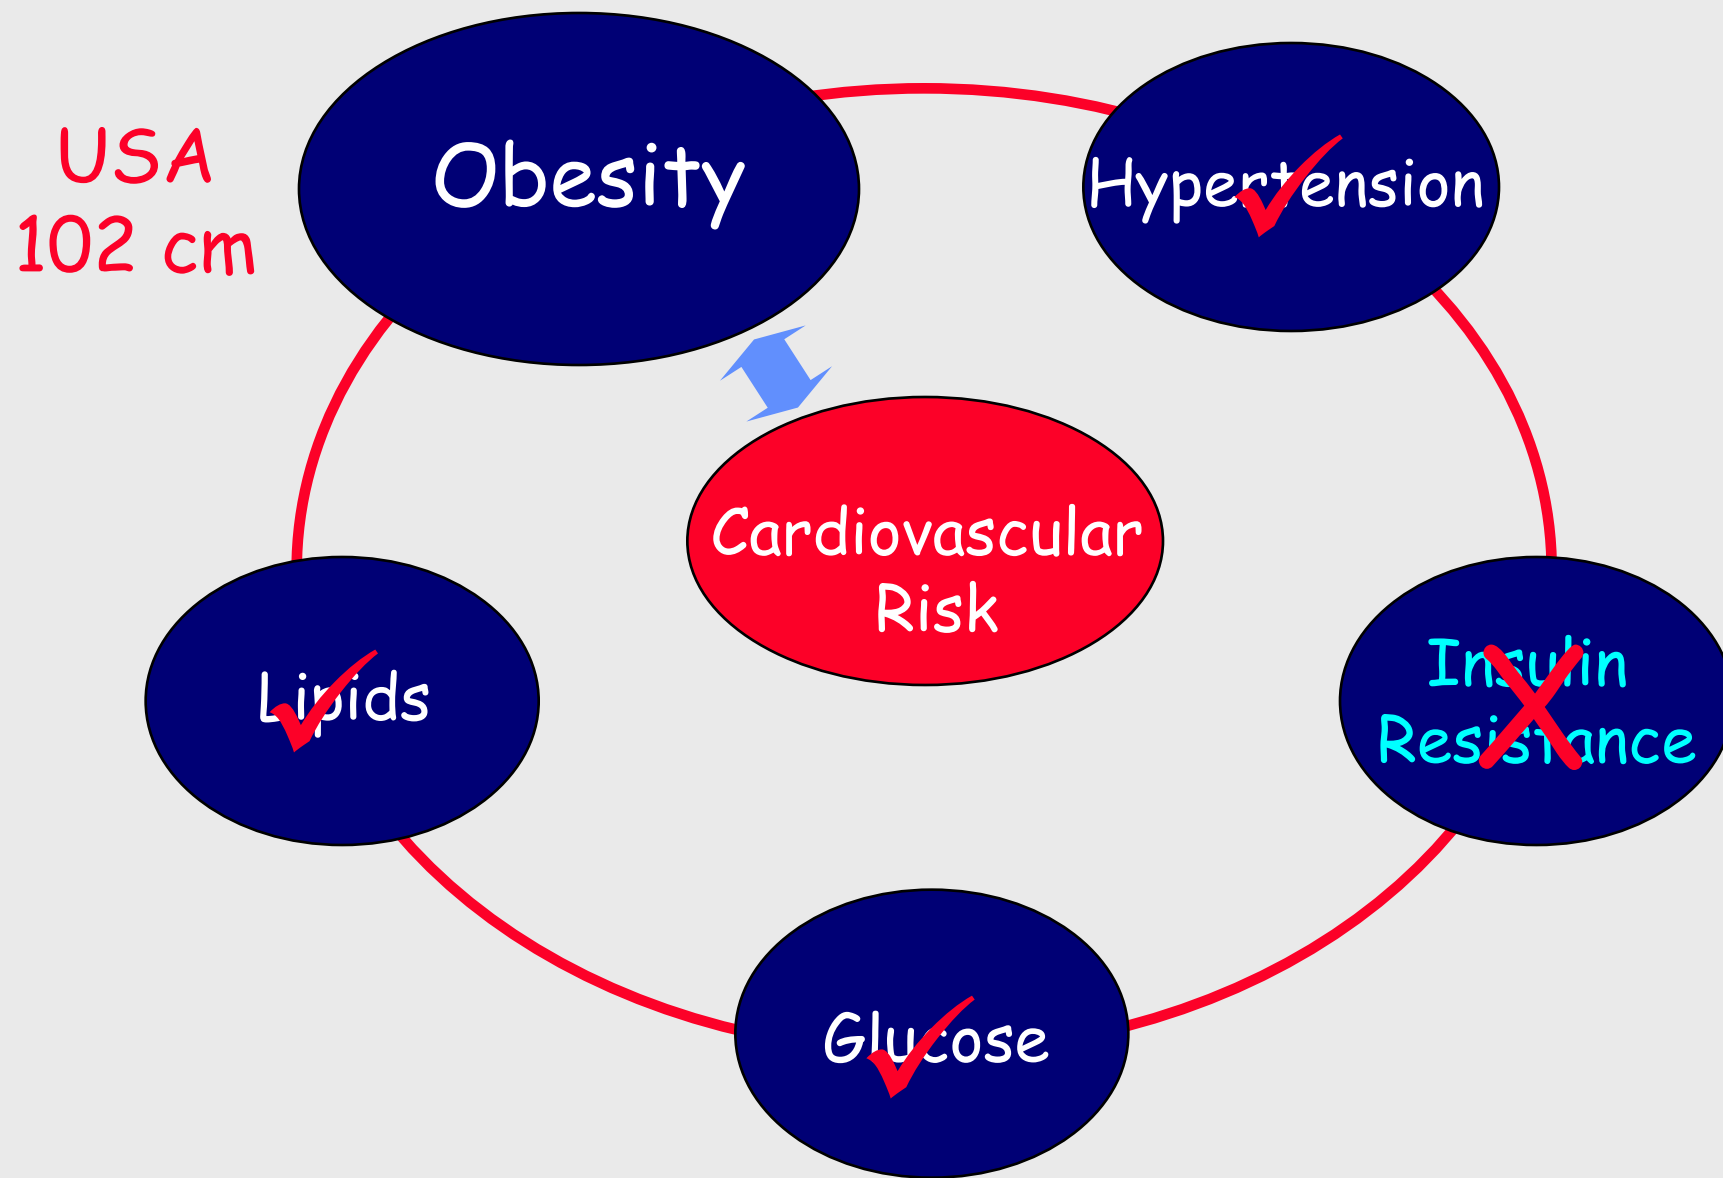 USA
102 cm
Obesity
Hypertension
Cardiovascular
Risk
Lipids
Insulin
Resistance
Glucose